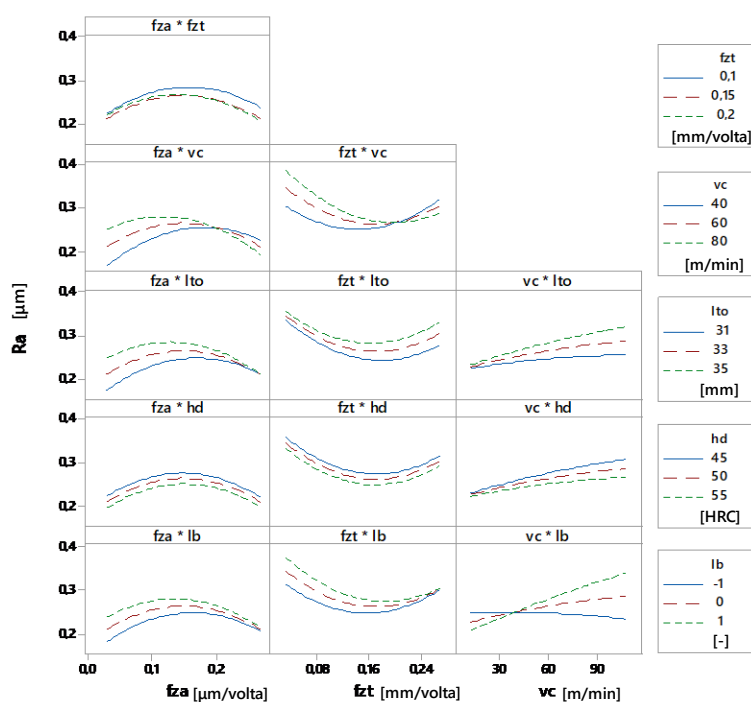 fza * fzt
0,4
0,3
0,2
fzt
0,1
0,15
0,2
[mm/volta]
fza * vc
fzt * vc
0,4
0,3
0,2
vc
40
60
80
[m/min]
fza * lto
fzt * lto
vc * lto
0,4
0,3
0,2
lto
31
33
35
[mm]
Ra [µm]
fza * hd
fzt * hd
vc * hd
0,4
0,3
0,2
hd
45
50
55
[HRC]
fza * lb
fzt * lb
vc * lb
0,4
0,3
0,2
lb
-1
0
1
[-]
0,0 0,1 0,2
0,08 0,16 0,24
30 60 90
fza [µm/volta]
fzt [mm/volta]
vc [m/min]